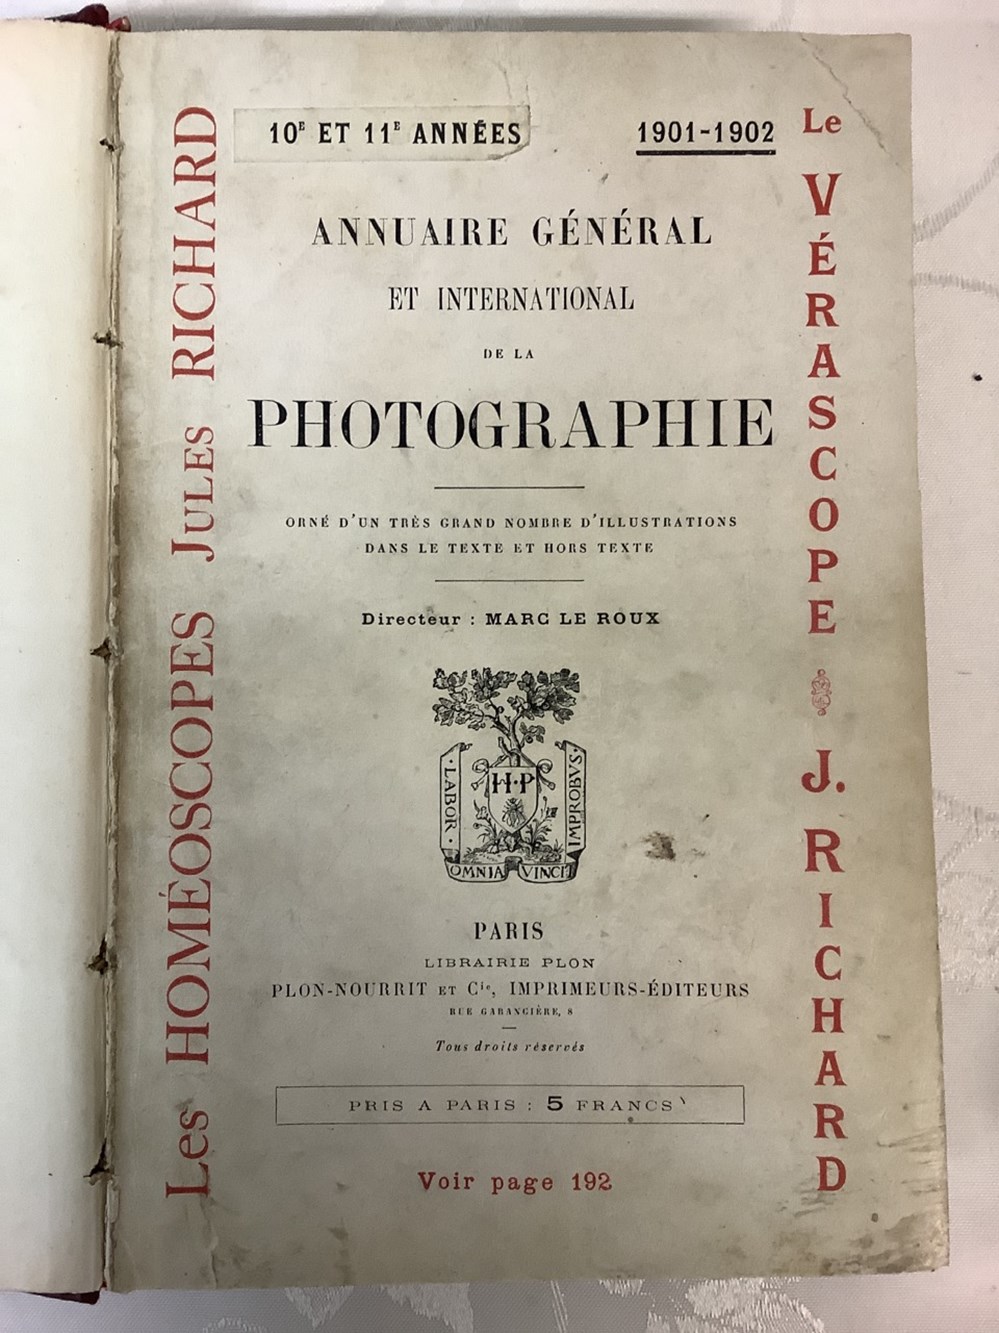 Les HOMÉOSCOPES JULES RICHARD
10E ET 11E ANNÉES
1901-1902
ANNUAIRE GÉNÉRAL
ET INTERNATIONAL
DE LA
PHOTOGRAPHIE
ORNÉ D'UN TRÈS GRAND NOMBRE D'ILLUSTRATIONS
DANS LE TEXTE ET HORS TEXTE
Directeur : MARC LE ROUX
H·P
·LABOR·
OMNIA VINCIT
IMPROBVS·
PARIS
LIBRAIRIE PLON
PLON-NOURRIT ET Cie, IMPRIMEURS-ÉDITEURS
RUE GARANCIÈRE, 8
Tous droits réservés
PRIS A PARIS : 5 FRANCS
Voir page 192
Le VÉRASCOPE J. RICHARD